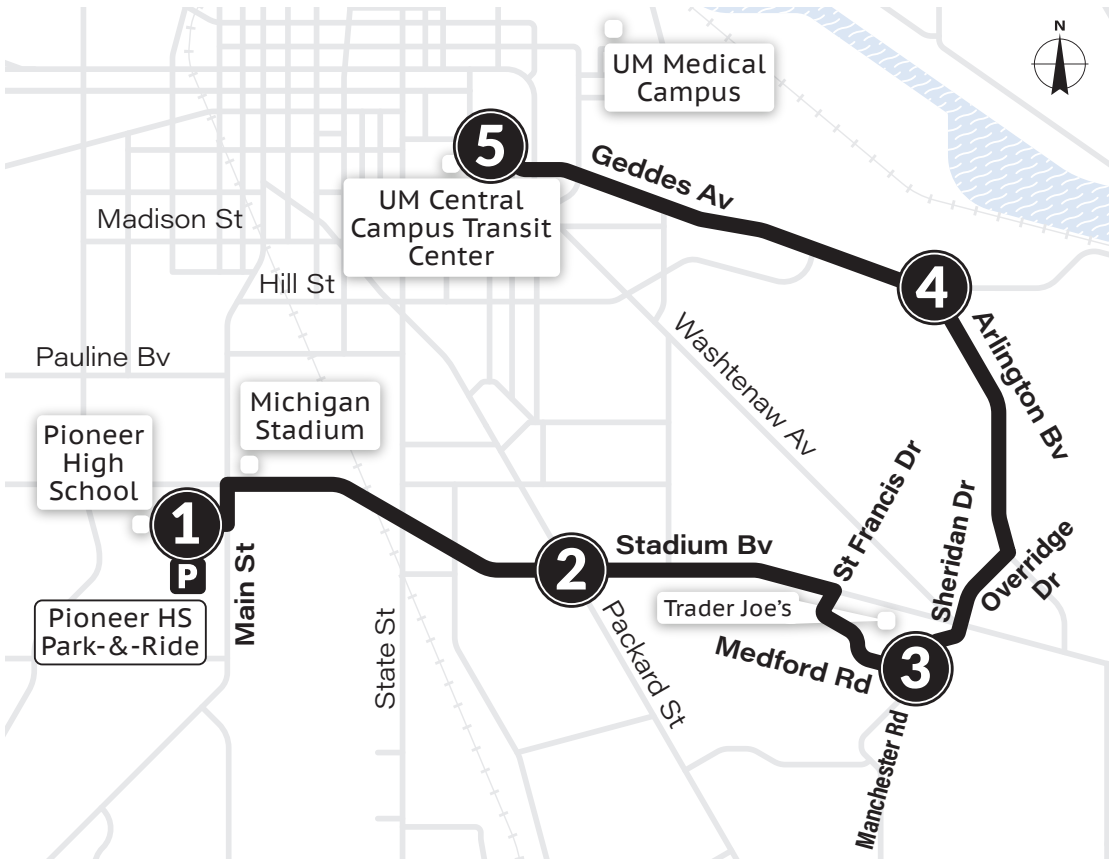 N
UM Medical
Campus
5
Geddes Av
UM Central
Campus Transit
Center
Madison St
Hill St
4
Arlington Bv
Washtenaw Av
Pauline Bv
Michigan
Stadium
Pioneer
High
School
1
P
Pioneer HS
Park-&-Ride
Main St
State St
2
Stadium Bv
Packard St
St Francis Dr
Sheridan Dr
Overridge
Dr
Trader Joe's
Medford Rd
3
Manchester Rd